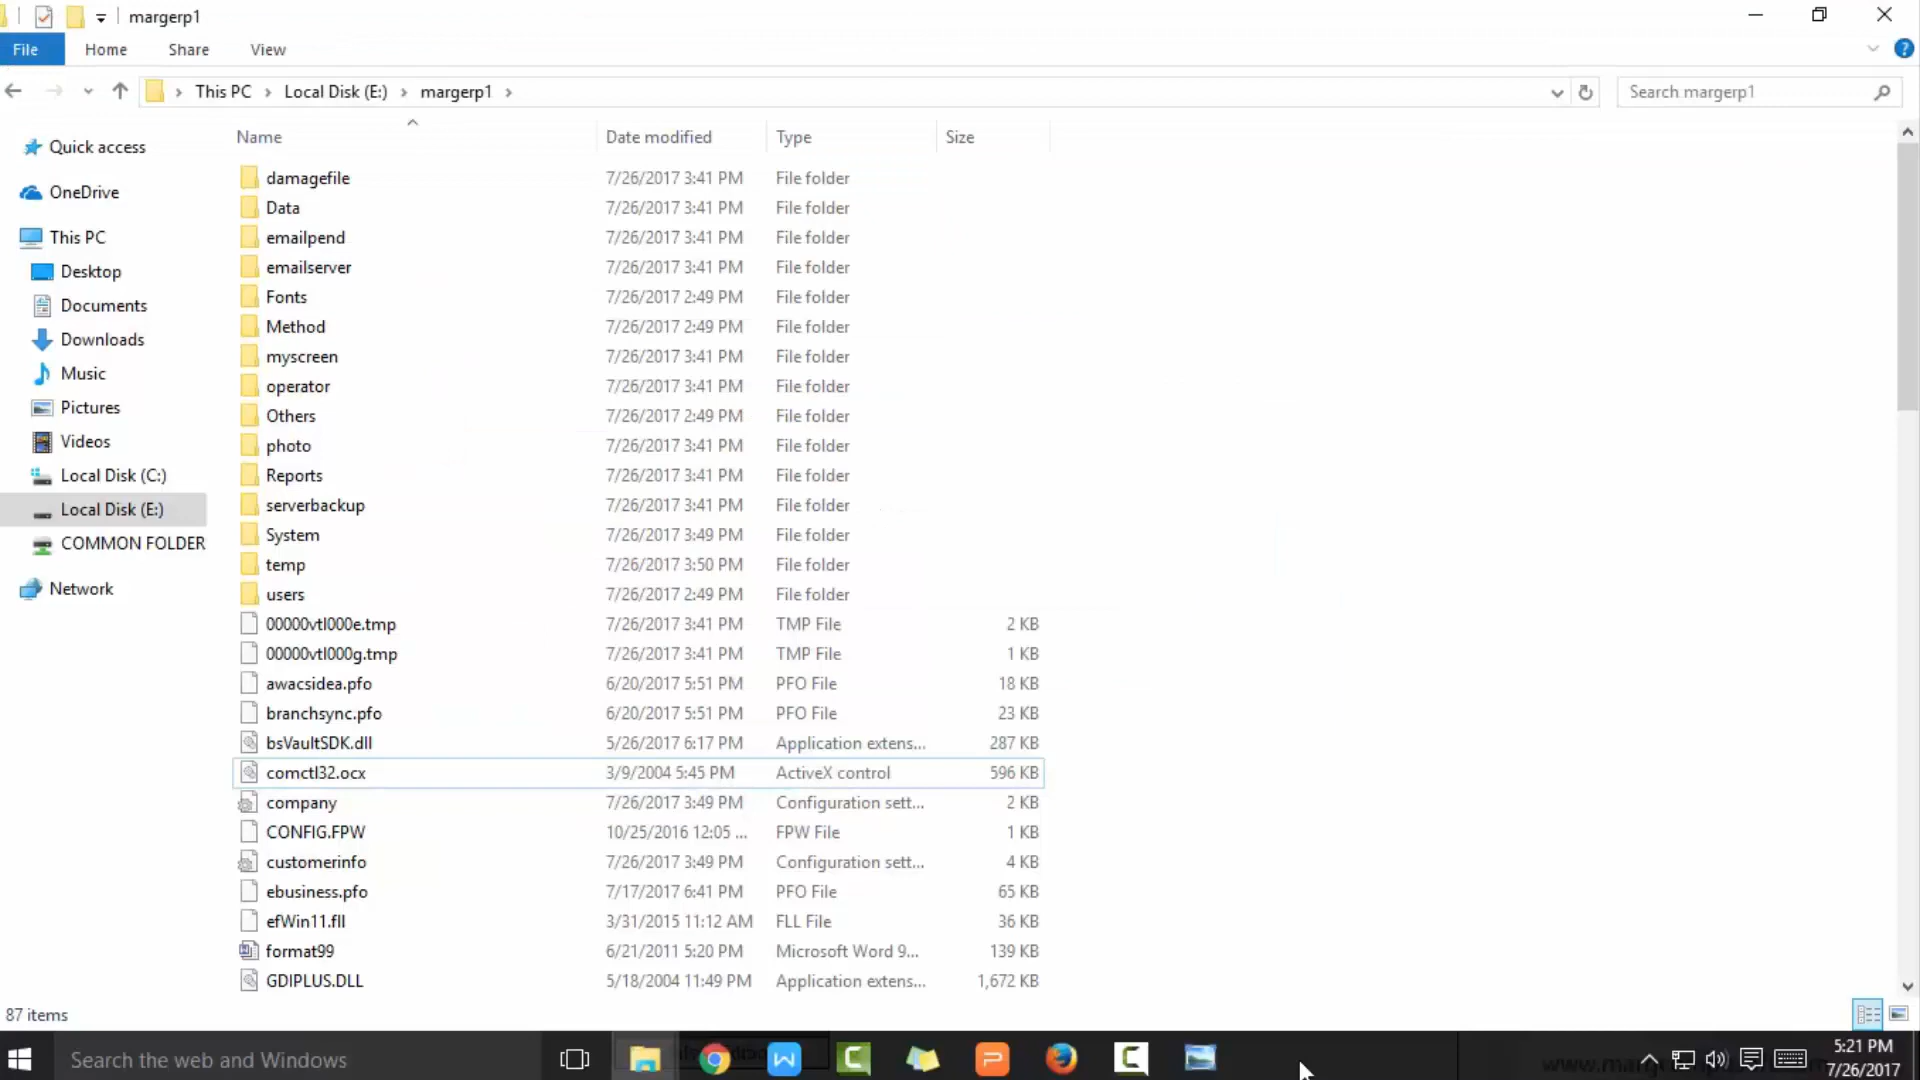 margerp1
File Home Share View
This PC Local Disk (E:) margerp1
Search margerp1
Quick access
OneDrive
This PC
Desktop
Documents
Downloads
Music
Pictures
Videos
Local Disk (C:)
Local Disk (E:)
COMMON FOLDER
Network
Name Date modified Type Size
damagefile 7/26/2017 3:41 PM File folder
Data 7/26/2017 3:41 PM File folder
emailpend 7/26/2017 3:41 PM File folder
emailserver 7/26/2017 3:41 PM File folder
Fonts 7/26/2017 2:49 PM File folder
Method 7/26/2017 2:49 PM File folder
myscreen 7/26/2017 3:41 PM File folder
operator 7/26/2017 3:41 PM File folder
Others 7/26/2017 2:49 PM File folder
photo 7/26/2017 3:41 PM File folder
Reports 7/26/2017 3:41 PM File folder
serverbackup 7/26/2017 3:41 PM File folder
System 7/26/2017 3:49 PM File folder
temp 7/26/2017 3:50 PM File folder
users 7/26/2017 2:49 PM File folder
00000vtl000e.tmp 7/26/2017 3:41 PM TMP File 2 KB
00000vtl000g.tmp 7/26/2017 3:41 PM TMP File 1 KB
awacsidea.pfo 6/20/2017 5:51 PM PFO File 18 KB
branchsync.pfo 6/20/2017 5:51 PM PFO File 23 KB
bsVaultSDK.dll 5/26/2017 6:17 PM Application extens... 287 KB
comctl32.ocx 3/9/2004 5:45 PM ActiveX control 596 KB
company 7/26/2017 3:49 PM Configuration sett... 2 KB
CONFIG.FPW 10/25/2016 12:05 ... FPW File 1 KB
customerinfo 7/26/2017 3:49 PM Configuration sett... 4 KB
ebusiness.pfo 7/17/2017 6:41 PM PFO File 65 KB
efWin11.fll 3/31/2015 11:12 AM FLL File 36 KB
format99 6/21/2011 5:20 PM Microsoft Word 9... 139 KB
GDIPLUS.DLL 5/18/2004 11:49 PM Application extens... 1,672 KB
87 items
Search the web and Windows
5:21 PM
7/26/2017